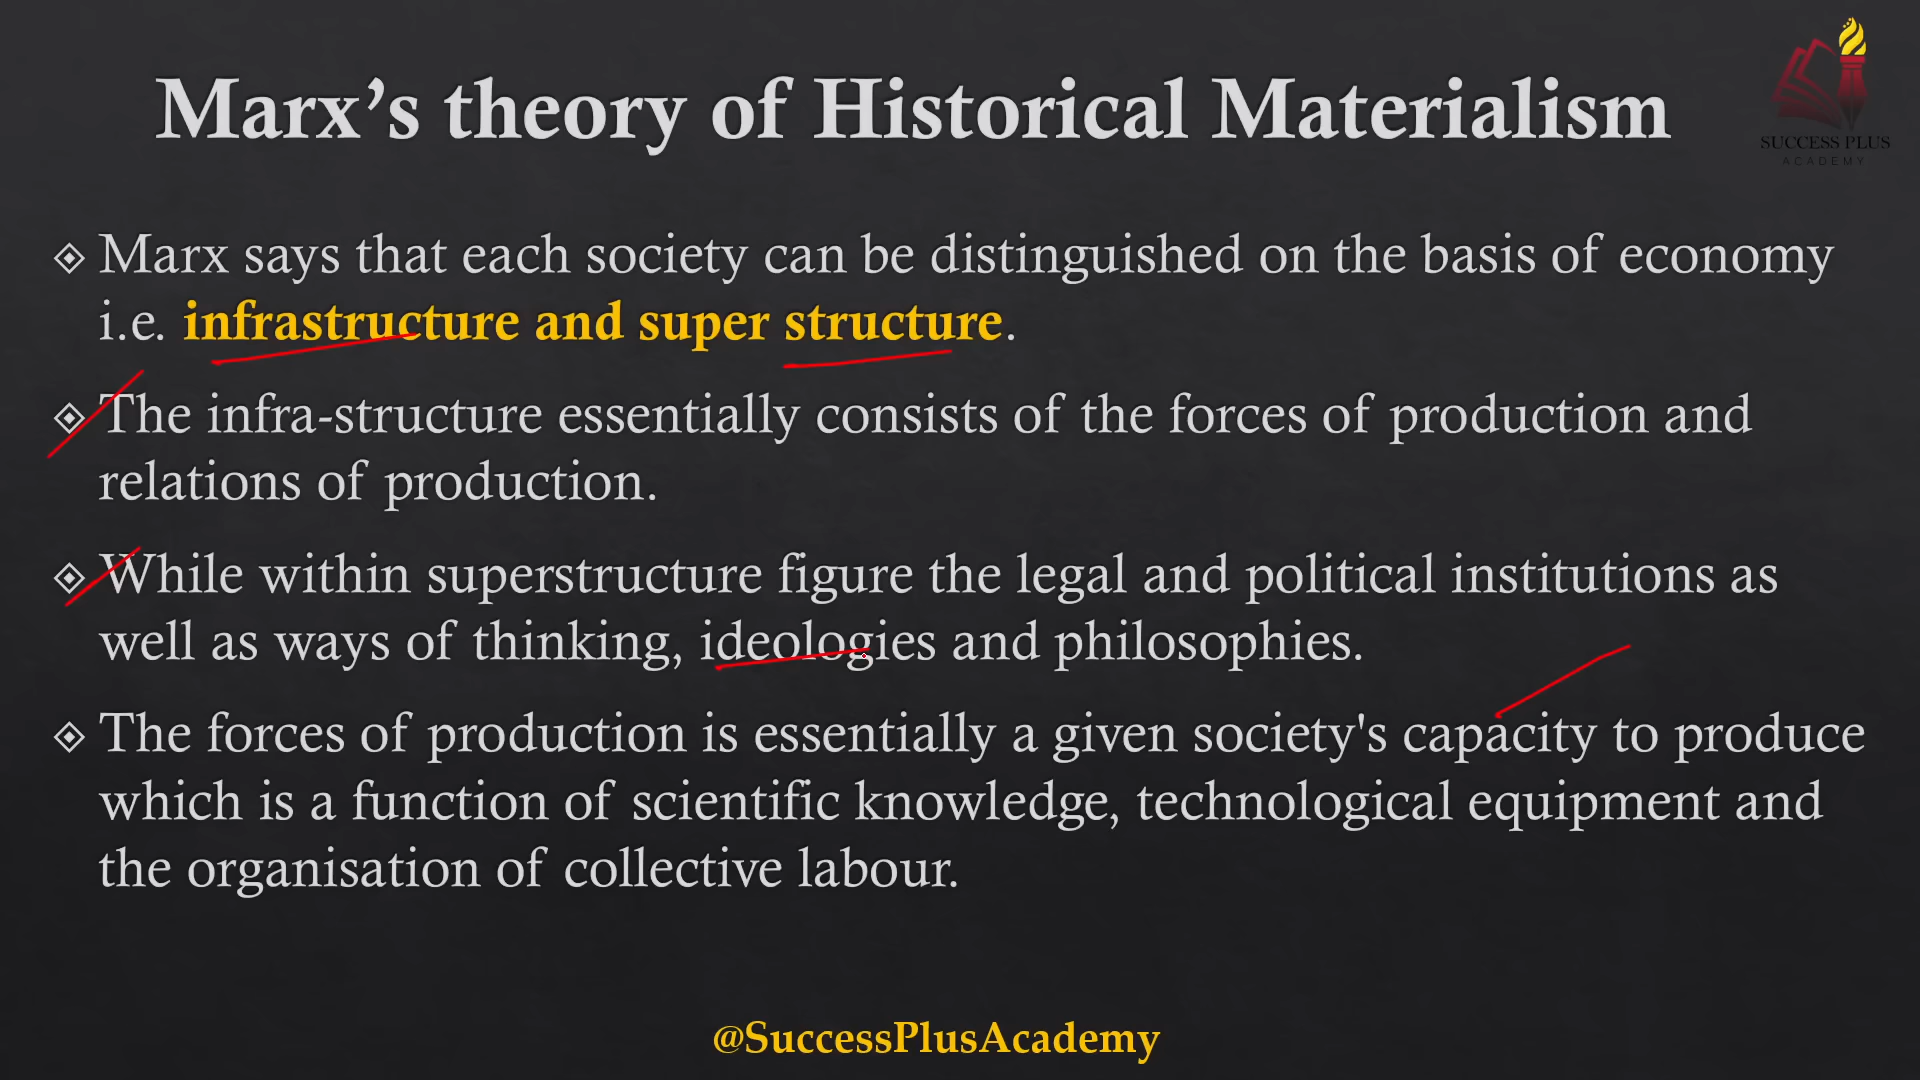 Marx’s theory of Historical Materialism
SUCCESS PLUS
ACADEMY
Marx says that each society can be distinguished on the basis of economy
i.e. infrastructure and super structure.
The infra-structure essentially consists of the forces of production and
relations of production.
While within superstructure figure the legal and political institutions as
well as ways of thinking, ideologies and philosophies.
The forces of production is essentially a given society's capacity to produce
which is a function of scientific knowledge, technological equipment and
the organisation of collective labour.
@SuccessPlusAcademy